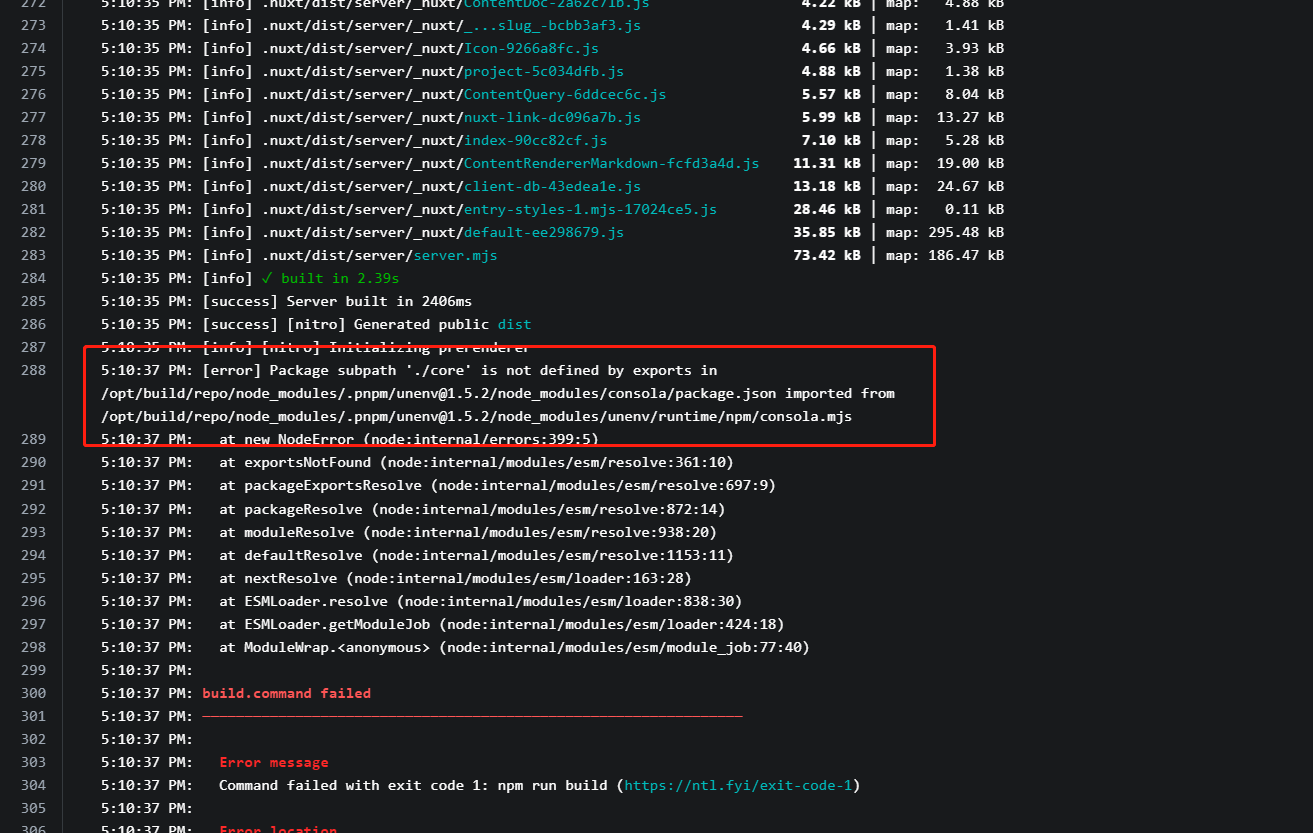 272 5:10:35 PM: [info] .nuxt/dist/server/_nuxt/ContentDoc-2a62c71b.js 4.22 kB │ map: 4.88 kB
273 5:10:35 PM: [info] .nuxt/dist/server/_nuxt/_...slug_-bcbb3af3.js 4.29 kB │ map: 1.41 kB
274 5:10:35 PM: [info] .nuxt/dist/server/_nuxt/Icon-9266a8fc.js 4.66 kB │ map: 3.93 kB
275 5:10:35 PM: [info] .nuxt/dist/server/_nuxt/project-5c034dfb.js 4.88 kB │ map: 1.38 kB
276 5:10:35 PM: [info] .nuxt/dist/server/_nuxt/ContentQuery-6ddcec6c.js 5.57 kB │ map: 8.04 kB
277 5:10:35 PM: [info] .nuxt/dist/server/_nuxt/nuxt-link-dc096a7b.js 5.99 kB │ map: 13.27 kB
278 5:10:35 PM: [info] .nuxt/dist/server/_nuxt/index-90cc82cf.js 7.10 kB │ map: 5.28 kB
279 5:10:35 PM: [info] .nuxt/dist/server/_nuxt/ContentRendererMarkdown-fcfd3a4d.js 11.31 kB │ map: 19.00 kB
280 5:10:35 PM: [info] .nuxt/dist/server/_nuxt/client-db-43edea1e.js 13.18 kB │ map: 24.67 kB
281 5:10:35 PM: [info] .nuxt/dist/server/_nuxt/entry-styles-1.mjs-17024ce5.js 28.46 kB │ map: 0.11 kB
282 5:10:35 PM: [info] .nuxt/dist/server/_nuxt/default-ee298679.js 35.85 kB │ map: 295.48 kB
283 5:10:35 PM: [info] .nuxt/dist/server/server.mjs 73.42 kB │ map: 186.47 kB
284 5:10:35 PM: [info] ✓ built in 2.39s
285 5:10:35 PM: [success] Server built in 2406ms
286 5:10:35 PM: [success] [nitro] Generated public dist
287 5:10:35 PM: [info] [nitro] Initializing prerenderer
288 5:10:37 PM: [error] Package subpath './core' is not defined by exports in
/opt/build/repo/node_modules/.pnpm/unenv@1.5.2/node_modules/consola/package.json imported from
/opt/build/repo/node_modules/.pnpm/unenv@1.5.2/node_modules/unenv/runtime/npm/consola.mjs
289 5:10:37 PM: at new NodeError (node:internal/errors:399:5)
290 5:10:37 PM: at exportsNotFound (node:internal/modules/esm/resolve:361:10)
291 5:10:37 PM: at packageExportsResolve (node:internal/modules/esm/resolve:697:9)
292 5:10:37 PM: at packageResolve (node:internal/modules/esm/resolve:872:14)
293 5:10:37 PM: at moduleResolve (node:internal/modules/esm/resolve:938:20)
294 5:10:37 PM: at defaultResolve (node:internal/modules/esm/resolve:1153:11)
295 5:10:37 PM: at nextResolve (node:internal/modules/esm/loader:163:28)
296 5:10:37 PM: at ESMLoader.resolve (node:internal/modules/esm/loader:838:30)
297 5:10:37 PM: at ESMLoader.getModuleJob (node:internal/modules/esm/loader:424:18)
298 5:10:37 PM: at ModuleWrap.<anonymous> (node:internal/modules/esm/module_job:77:40)
299 5:10:37 PM:
300 5:10:37 PM: build.command failed
301 5:10:37 PM: ────────────────────────────────────────────────────────────────
302 5:10:37 PM:
303 5:10:37 PM: Error message
304 5:10:37 PM: Command failed with exit code 1: npm run build (https://ntl.fyi/exit-code-1)
305 5:10:37 PM:
306 5:10:37 PM: Error location